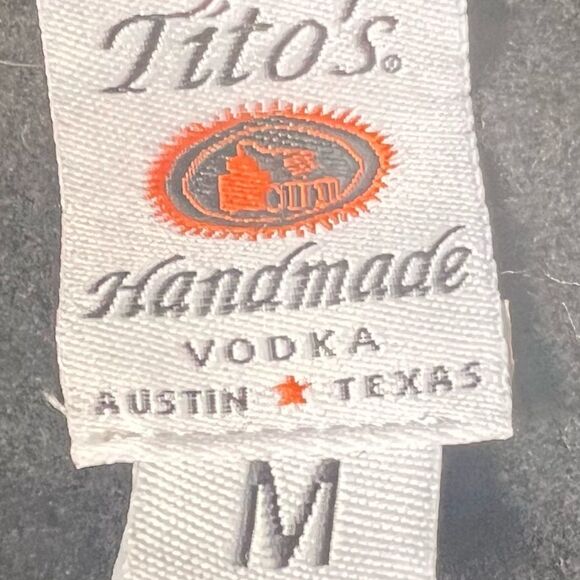 Tito's®
Handmade
VODKA
AUSTIN ★ TEXAS
M